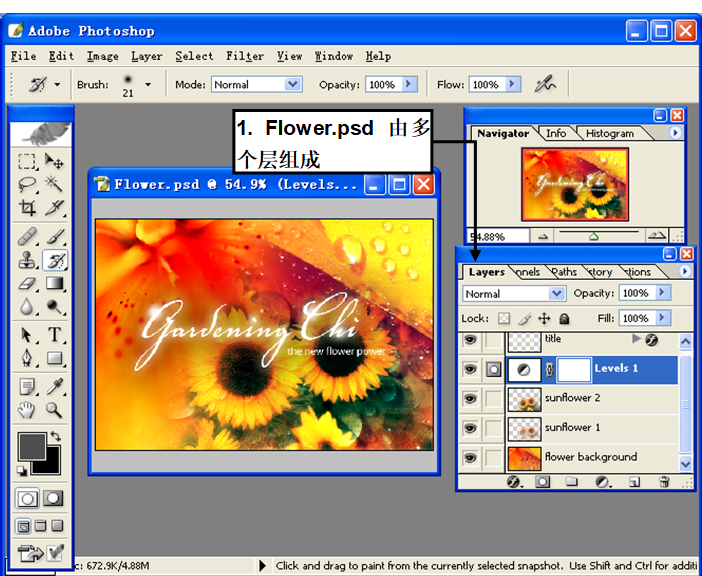 Adobe Photoshop
File Edit Image Layer Select Filter View Window Help
Brush: 21 Mode: Normal Opacity: 100% Flow: 100%
1. Flower.psd 由多
个层组成
Navigator Info Histogram
Flower.psd @ 54.9% (Levels...
Gardening Chi
the new flower power
54.88%
Layers nnels Paths story tions
Normal Opacity: 100%
Lock: Fill: 100%
title
Levels 1
sunflower 2
sunflower 1
flower background
T
c: 672.9K/4.88M Click and drag to paint from the currently selected snapshot. Use Shift and Ctrl for additi